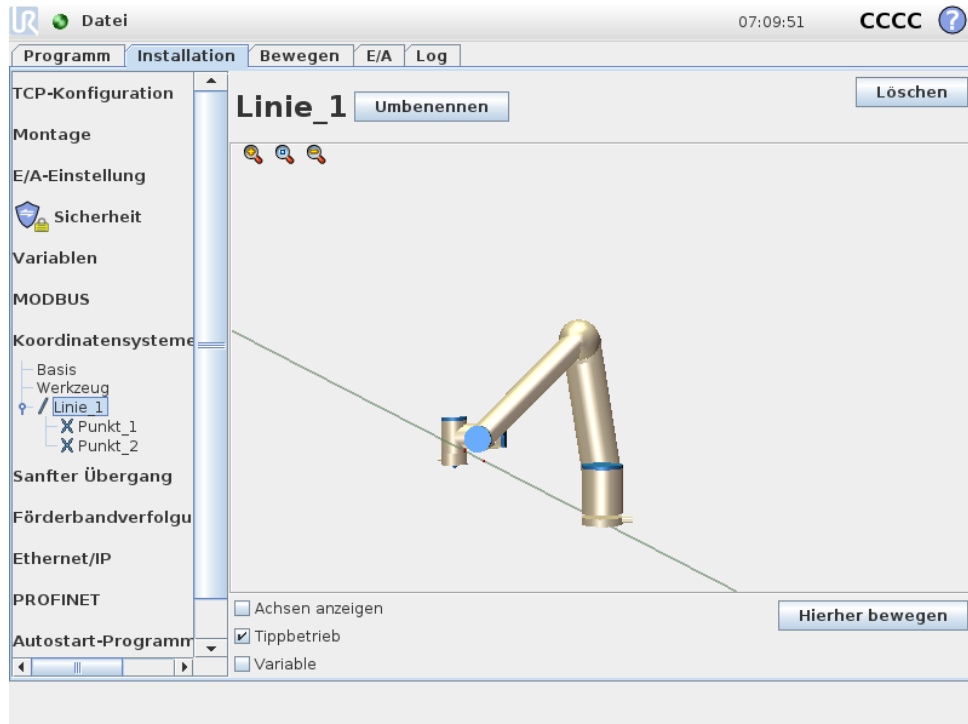 UR Datei 07:09:51 CCCC ?
Programm Installation Bewegen E/A Log
TCP-Konfiguration
Montage
E/A-Einstellung
Sicherheit
Variablen
MODBUS
Koordinatensysteme
Basis
Werkzeug
Linie_1
Punkt_1
Punkt_2
Sanfter Übergang
Förderbandverfolgu
Ethernet/IP
PROFINET
Autostart-Programm
Linie_1 Umbenennen Löschen
Achsen anzeigen
Tippbetrieb
Variable
Hierher bewegen